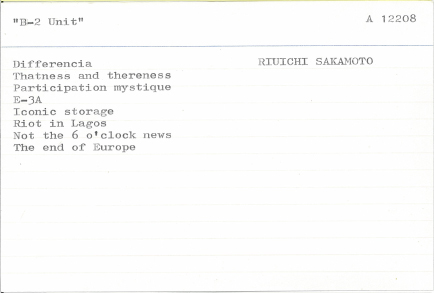 "B-2 Unit"
A 12208
Differencia
RIUICHI SAKAMOTO
Thatness and thereness
Participation mystique
E-3A
Iconic storage
Riot in Lagos
Not the 6 o'clock news
The end of Europe